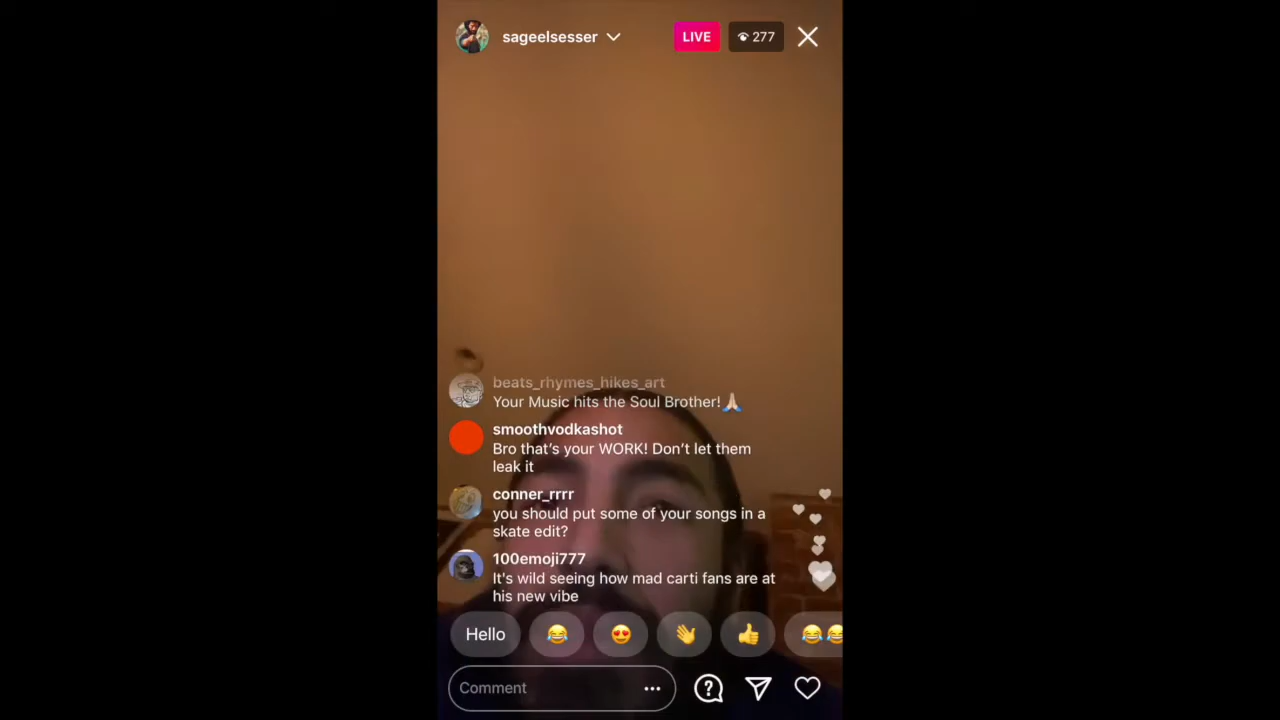 sageelsesser
LIVE
277
beats_rhymes_hikes_art
Your Music hits the Soul Brother!🙏🏼
smoothvodkashot
Bro that’s your WORK! Don’t let them
leak it
conner_rrrr
you should put some of your songs in a
skate edit?
100emoji777
It's wild seeing how mad carti fans are at
his new vibe
Hello
Comment